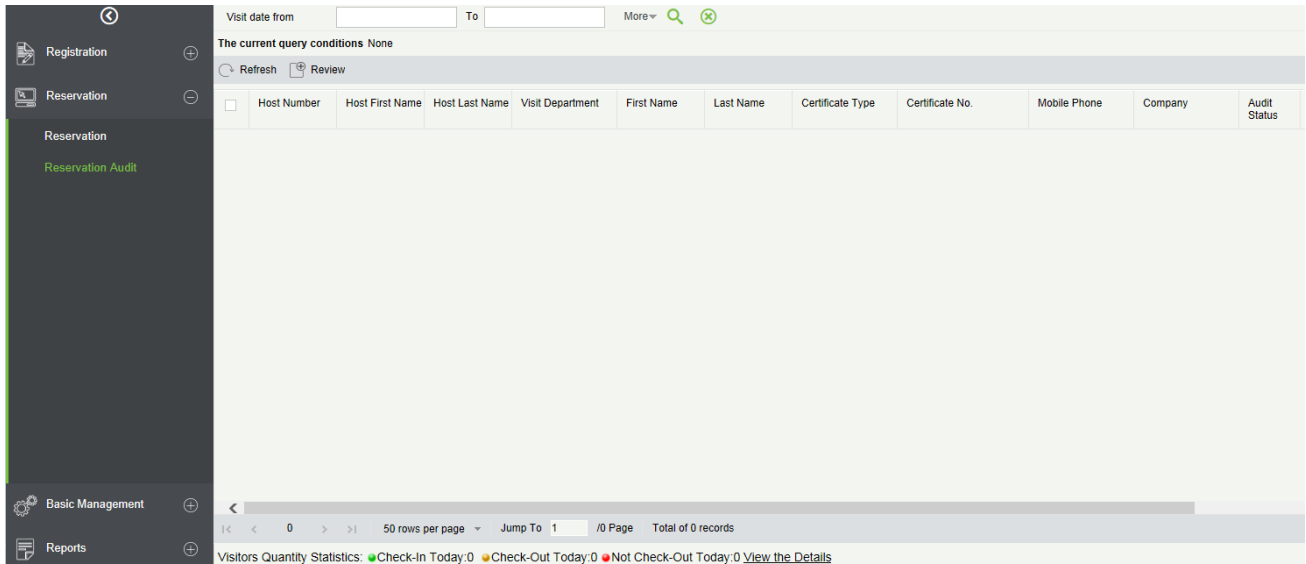 Visit date from To More
Registration
The current query conditions None
Refresh Review
Reservation
Host Number Host First Name Host Last Name Visit Department First Name Last Name Certificate Type Certificate No. Mobile Phone Company Audit Status
Reservation
Reservation Audit
Basic Management
0 50 rows per page Jump To 1 /0 Page Total of 0 records
Reports
Visitors Quantity Statistics: Check-In Today:0 Check-Out Today:0 Not Check-Out Today:0 View the Details